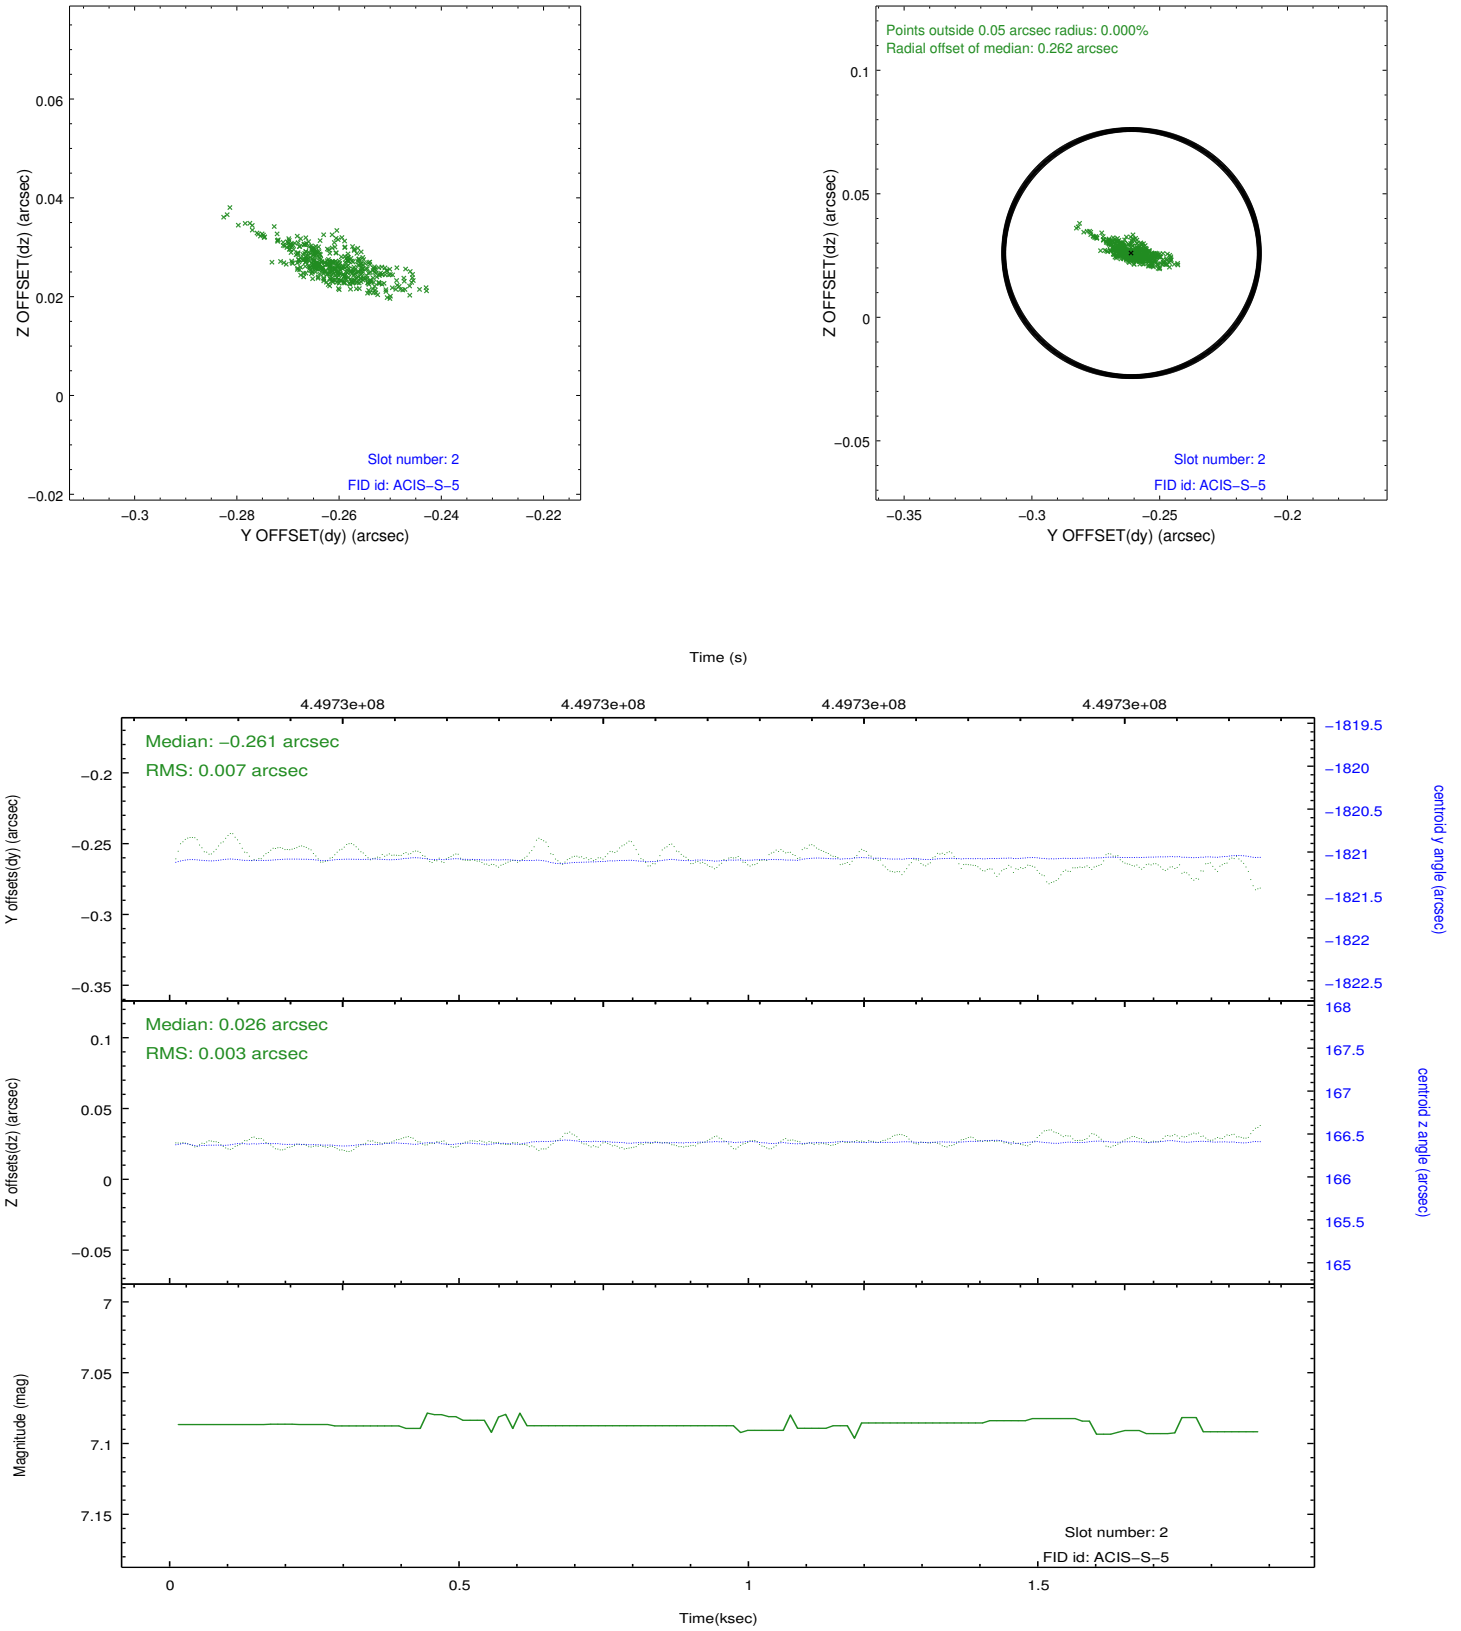 0.06
0.04
0.02
0
−0.02
Z OFFSET(dz) (arcsec)
−0.3 −0.28 −0.26 −0.24 −0.22
Y OFFSET(dy) (arcsec)
Slot number: 2
FID id: ACIS−S−5
Points outside 0.05 arcsec radius: 0.000%
Radial offset of median: 0.262 arcsec
0.1
0.05
0
−0.05
Z OFFSET(dz) (arcsec)
−0.35 −0.3 −0.25 −0.2
Y OFFSET(dy) (arcsec)
Slot number: 2
FID id: ACIS−S−5
Time (s)
4.4973e+08 4.4973e+08 4.4973e+08 4.4973e+08
Median: −0.261 arcsec
RMS: 0.007 arcsec
−0.2
−0.25
−0.3
−0.35
Y offsets(dy) (arcsec)
−1819.5
−1820
−1820.5
−1821
−1821.5
−1822
−1822.5
centroid y angle (arcsec)
Median: 0.026 arcsec
RMS: 0.003 arcsec
0.1
0.05
0
−0.05
Z offsets(dz) (arcsec)
168
167.5
167
166.5
166
165.5
165
centroid z angle (arcsec)
7
7.05
7.1
7.15
Magnitude (mag)
Slot number: 2
FID id: ACIS−S−5
0 0.5 1 1.5
Time(ksec)